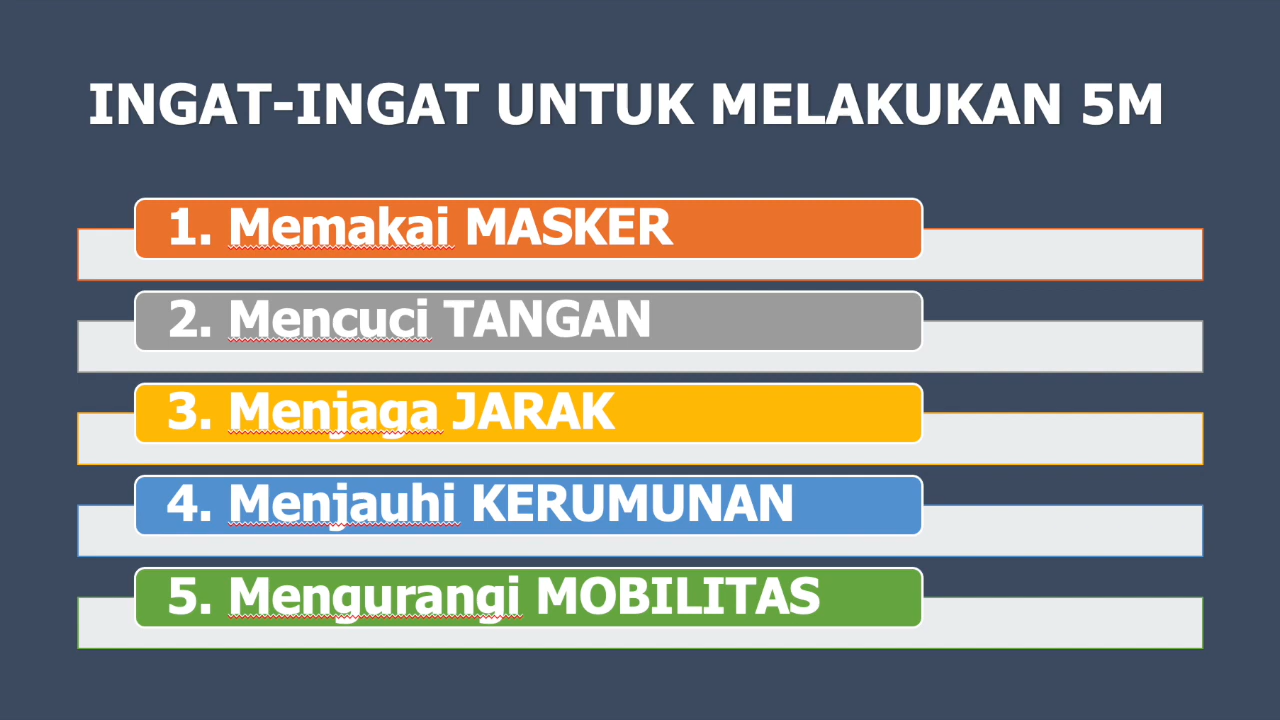 INGAT-INGAT UNTUK MELAKUKAN 5M
1. Memakai MASKER
2. Mencuci TANGAN
3. Menjaga JARAK
4. Menjauhi KERUMUNAN
5. Mengurangi MOBILITAS